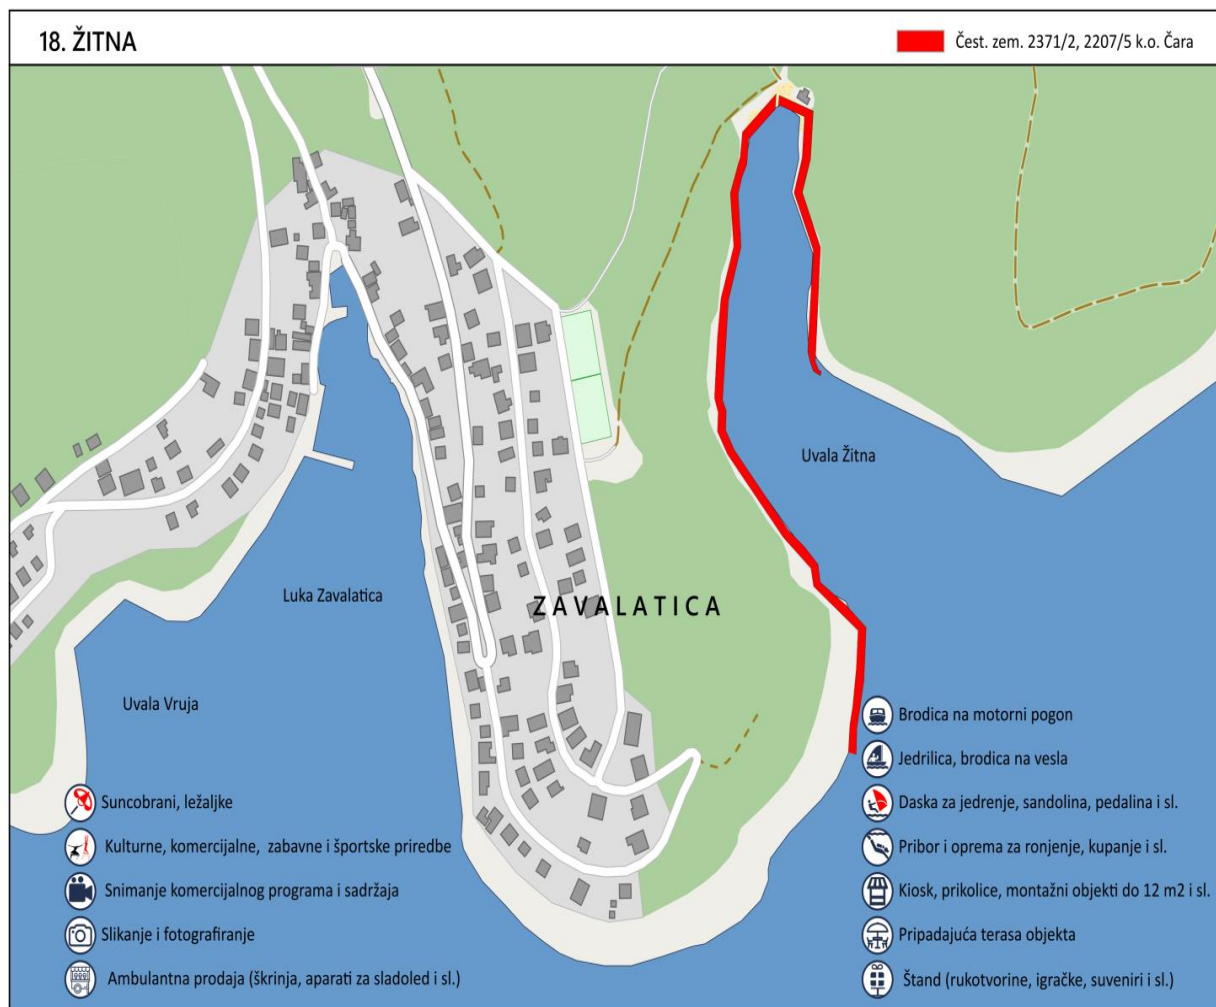 18. ŽITNA
Čest. zem. 2371/2, 2207/5 k.o. Čara
Uvala Žitna
Luka Zavalatica
ZAVALATICA
Uvala Vruja
Suncobrani, ležaljke
Kulturne, komercijalne, zabavne i športske priredbe
Snimanje komercijalnog programa i sadržaja
Slikanje i fotografiranje
Ambulantna prodaja (škrinja, aparati za sladoled i sl.)
Brodica na motorni pogon
Jedrilica, brodica na vesla
Daska za jedrenje, sandolina, pedalina i sl.
Pribor i oprema za ronjenje, kupanje i sl.
Kiosk, prikolice, montažni objekti do 12 m2 i sl.
Pripadajuća terasa objekta
Štand (rukotvorine, igračke, suveniri i sl.)